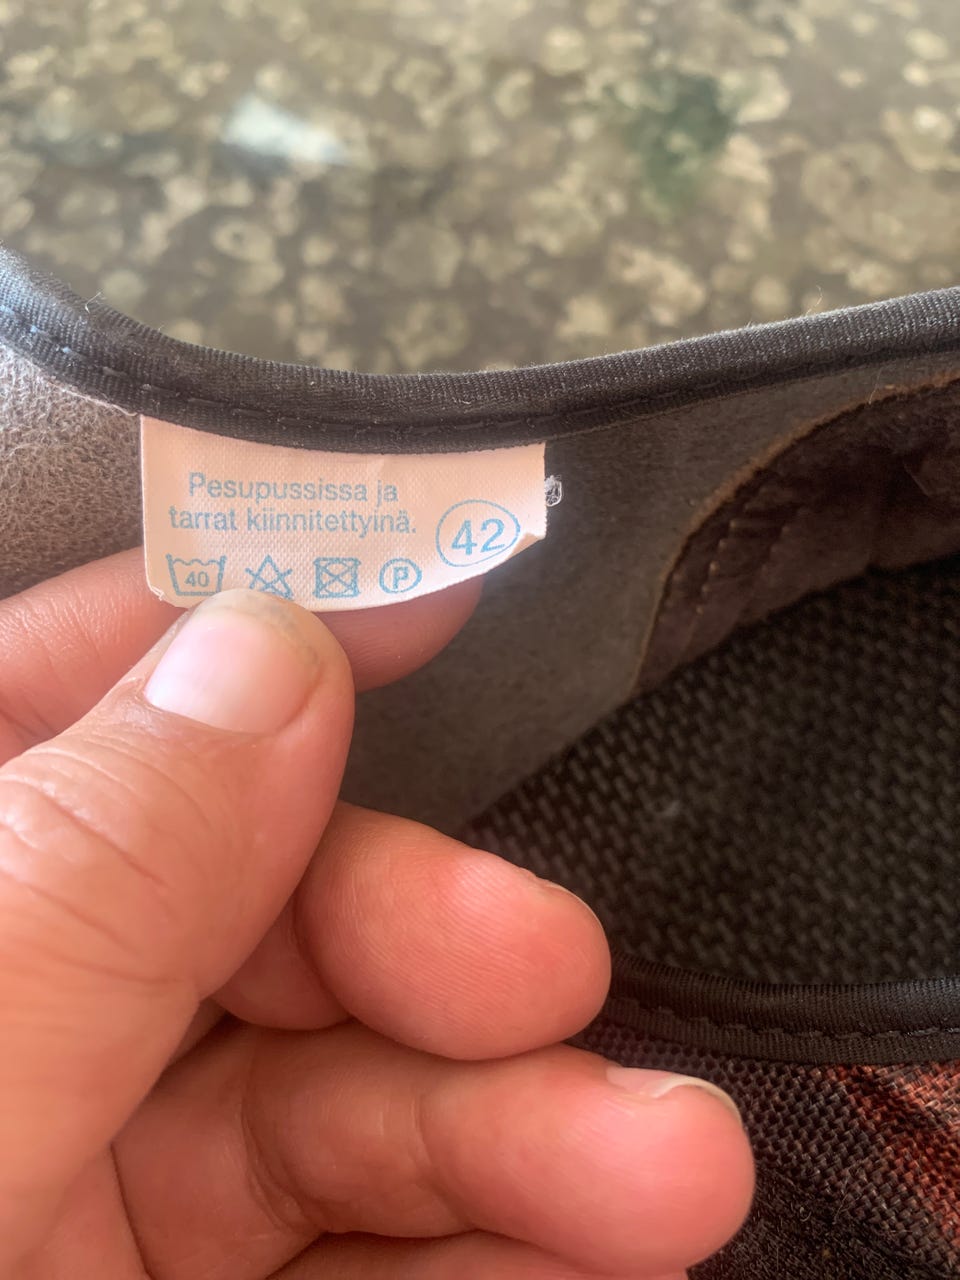 Pesupussissa ja
tarrat kiinnitettyinä.
42
40
P